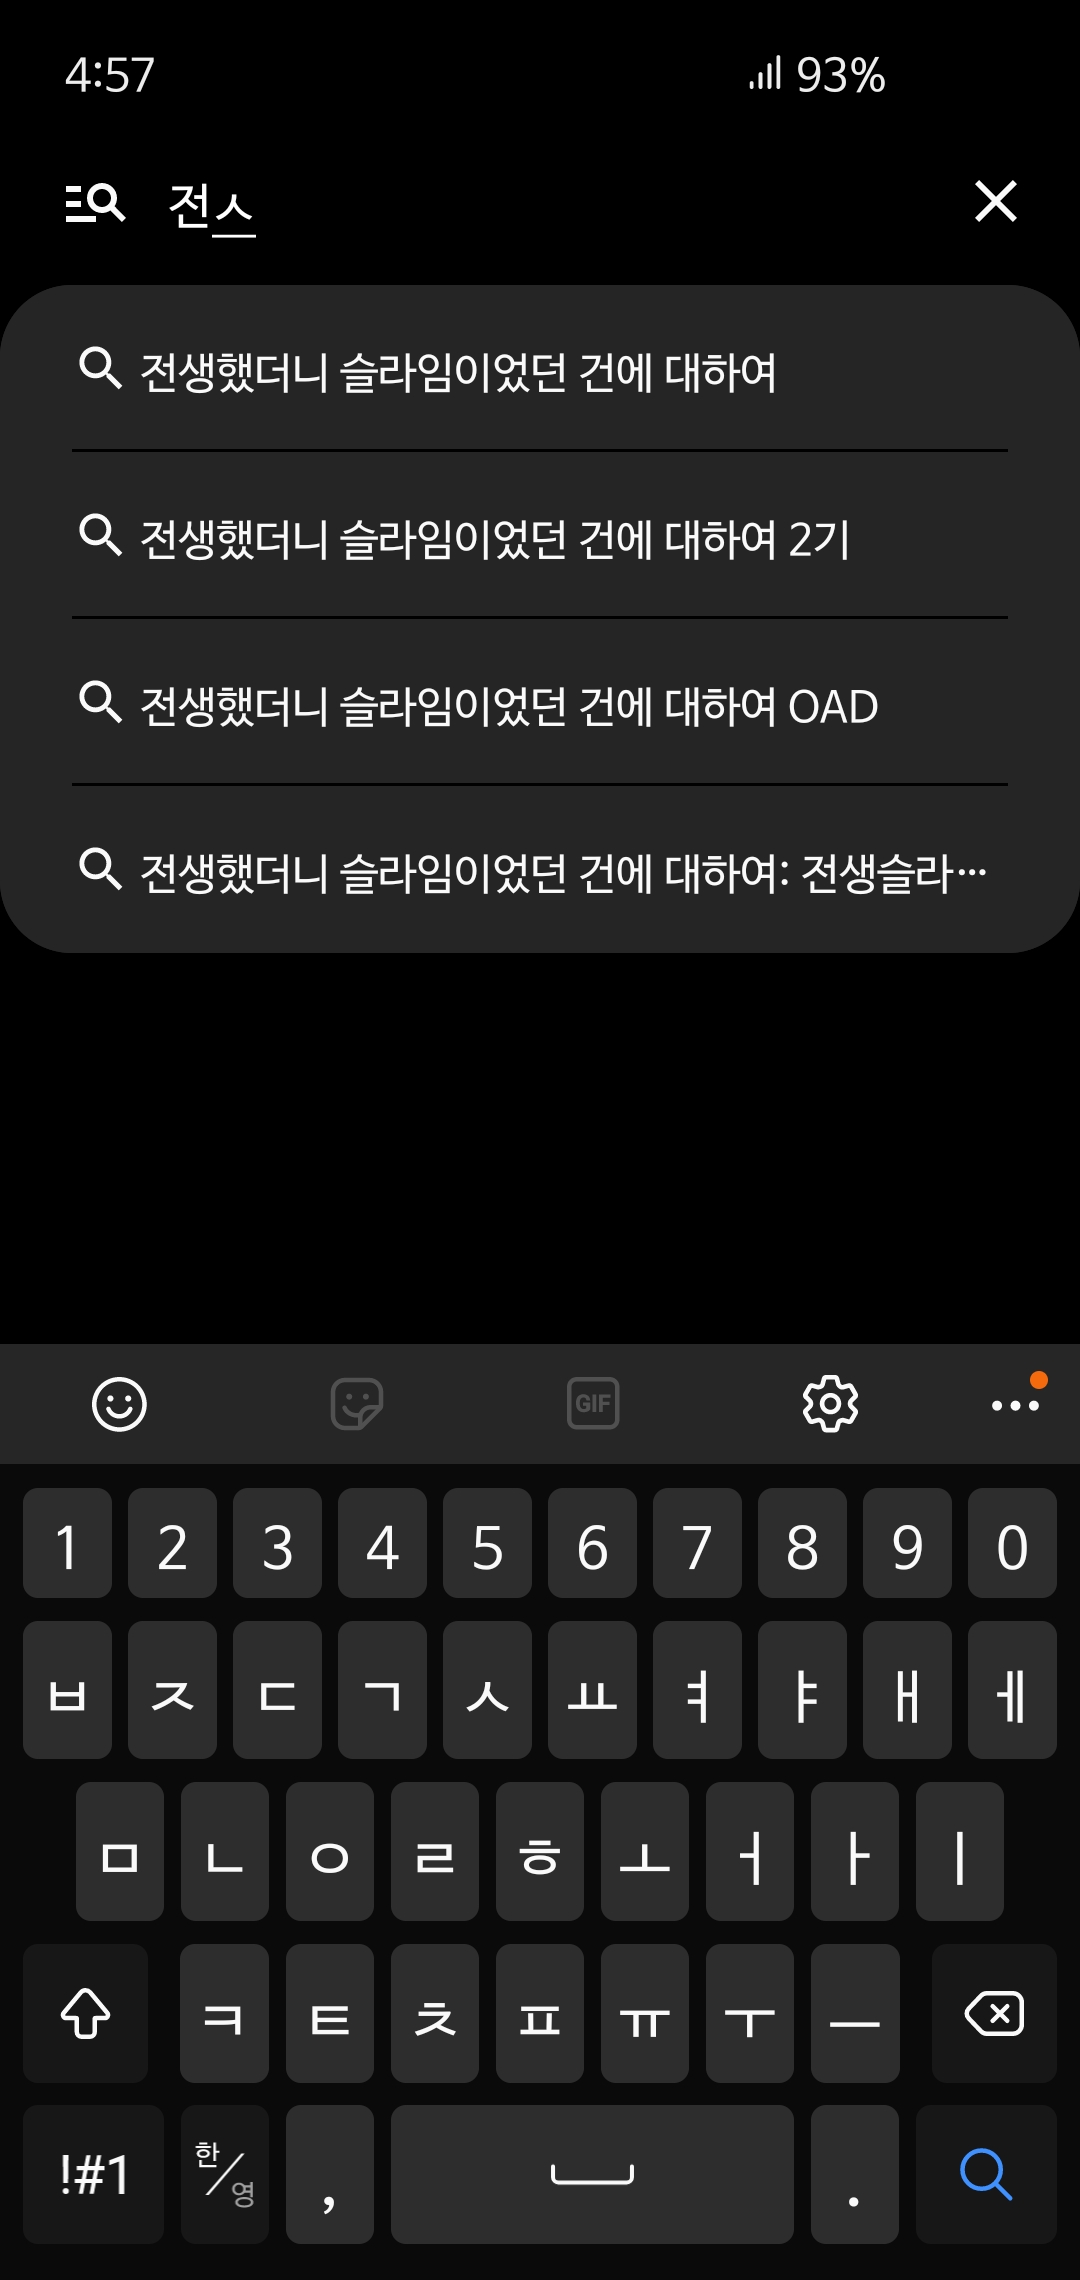 4:57 93%
전스
전생했더니 슬라임이었던 건에 대하여
전생했더니 슬라임이었던 건에 대하여 2기
전생했더니 슬라임이었던 건에 대하여 OAD
전생했더니 슬라임이었던 건에 대하여: 전생슬라…
GIF
1 2 3 4 5 6 7 8 9 0
ㅂ ㅈ ㄷ ㄱ ㅅ ㅛ ㅕ ㅑ ㅐ ㅔ
ㅁ ㄴ ㅇ ㄹ ㅎ ㅗ ㅓ ㅏ ㅣ
ㅋ ㅌ ㅊ ㅍ ㅠ ㅜ ㅡ
!#1 한/영 , .